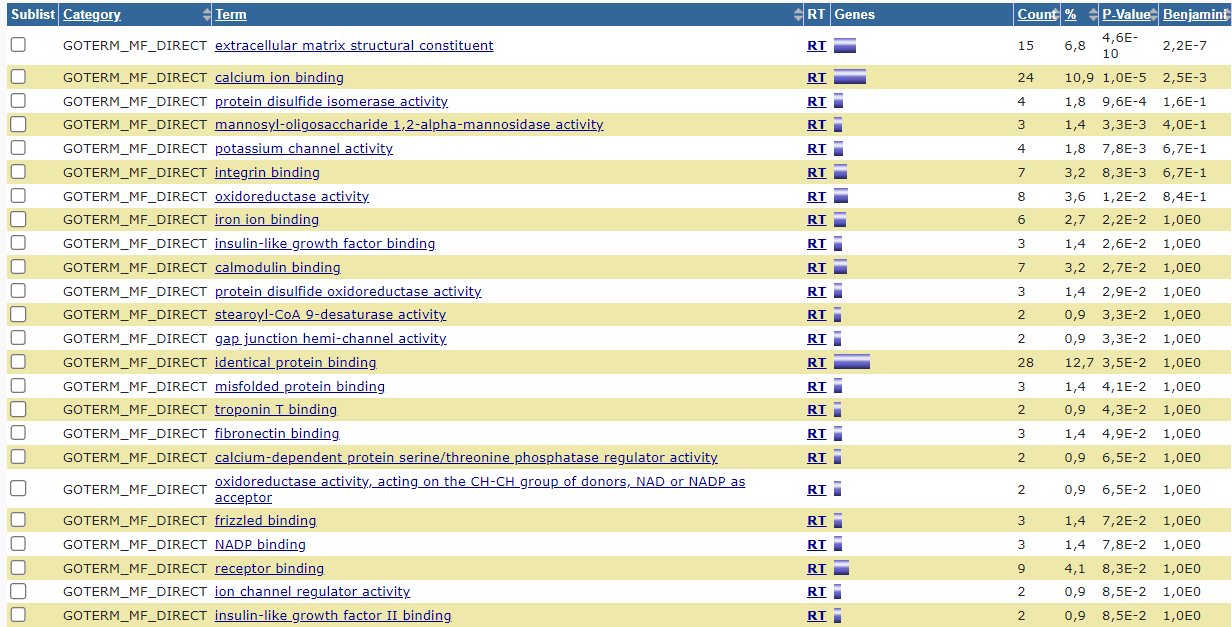 Sublist Category Term RT Genes Count % P-Value Benjamini
GOTERM_MF_DIRECT extracellular matrix structural constituent RT 15 6,8 4,6E-10 2,2E-7
GOTERM_MF_DIRECT calcium ion binding RT 24 10,9 1,0E-5 2,5E-3
GOTERM_MF_DIRECT protein disulfide isomerase activity RT 4 1,8 9,6E-4 1,6E-1
GOTERM_MF_DIRECT mannosyl-oligosaccharide 1,2-alpha-mannosidase activity RT 3 1,4 3,3E-3 4,0E-1
GOTERM_MF_DIRECT potassium channel activity RT 4 1,8 7,8E-3 6,7E-1
GOTERM_MF_DIRECT integrin binding RT 7 3,2 8,3E-3 6,7E-1
GOTERM_MF_DIRECT oxidoreductase activity RT 8 3,6 1,2E-2 8,4E-1
GOTERM_MF_DIRECT iron ion binding RT 6 2,7 2,2E-2 1,0E0
GOTERM_MF_DIRECT insulin-like growth factor binding RT 3 1,4 2,6E-2 1,0E0
GOTERM_MF_DIRECT calmodulin binding RT 7 3,2 2,7E-2 1,0E0
GOTERM_MF_DIRECT protein disulfide oxidoreductase activity RT 3 1,4 2,9E-2 1,0E0
GOTERM_MF_DIRECT stearoyl-CoA 9-desaturase activity RT 2 0,9 3,3E-2 1,0E0
GOTERM_MF_DIRECT gap junction hemi-channel activity RT 2 0,9 3,3E-2 1,0E0
GOTERM_MF_DIRECT identical protein binding RT 28 12,7 3,5E-2 1,0E0
GOTERM_MF_DIRECT misfolded protein binding RT 3 1,4 4,1E-2 1,0E0
GOTERM_MF_DIRECT troponin T binding RT 2 0,9 4,3E-2 1,0E0
GOTERM_MF_DIRECT fibronectin binding RT 3 1,4 4,9E-2 1,0E0
GOTERM_MF_DIRECT calcium-dependent protein serine/threonine phosphatase regulator activity RT 2 0,9 6,5E-2 1,0E0
GOTERM_MF_DIRECT oxidoreductase activity, acting on the CH-CH group of donors, NAD or NADP as
acceptor RT 2 0,9 6,5E-2 1,0E0
GOTERM_MF_DIRECT frizzled binding RT 3 1,4 7,2E-2 1,0E0
GOTERM_MF_DIRECT NADP binding RT 3 1,4 7,8E-2 1,0E0
GOTERM_MF_DIRECT receptor binding RT 9 4,1 8,3E-2 1,0E0
GOTERM_MF_DIRECT ion channel regulator activity RT 2 0,9 8,5E-2 1,0E0
GOTERM_MF_DIRECT insulin-like growth factor II binding RT 2 0,9 8,5E-2 1,0E0